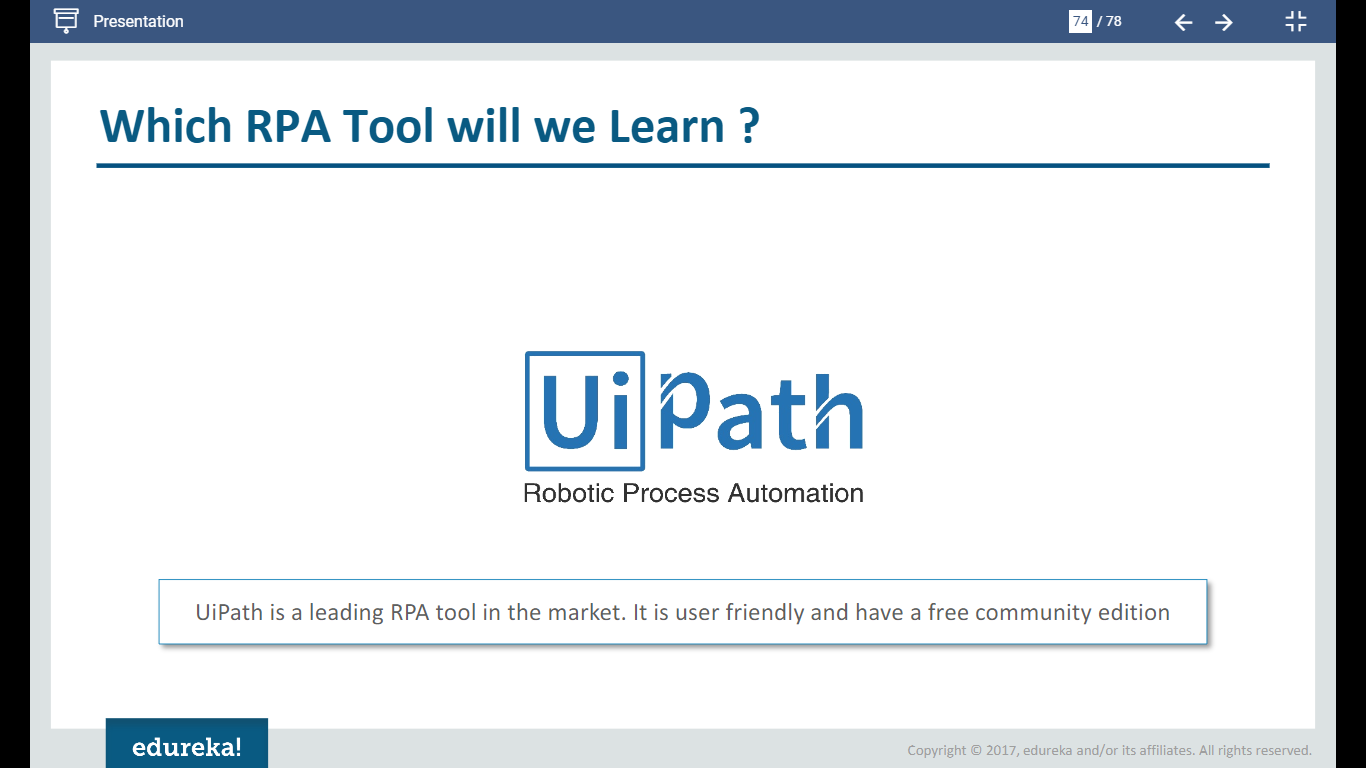 Presentation
74 / 78
Which RPA Tool will we Learn ?
UiPath
Robotic Process Automation
UiPath is a leading RPA tool in the market. It is user friendly and have a free community edition
edureka!
Copyright © 2017, edureka and/or its affiliates. All rights reserved.